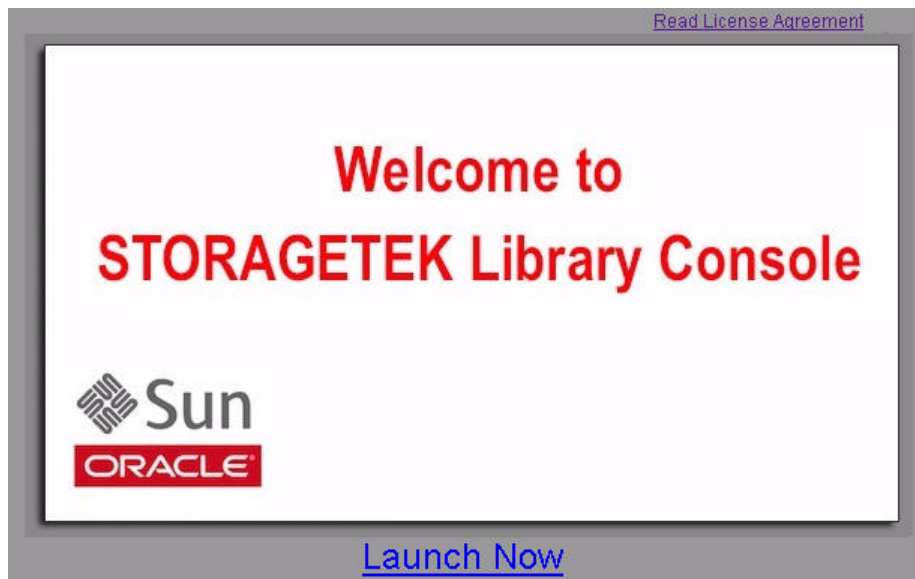 Read License Agreement
Welcome to
STORAGETEK Library Console
Sun
ORACLE
Launch Now